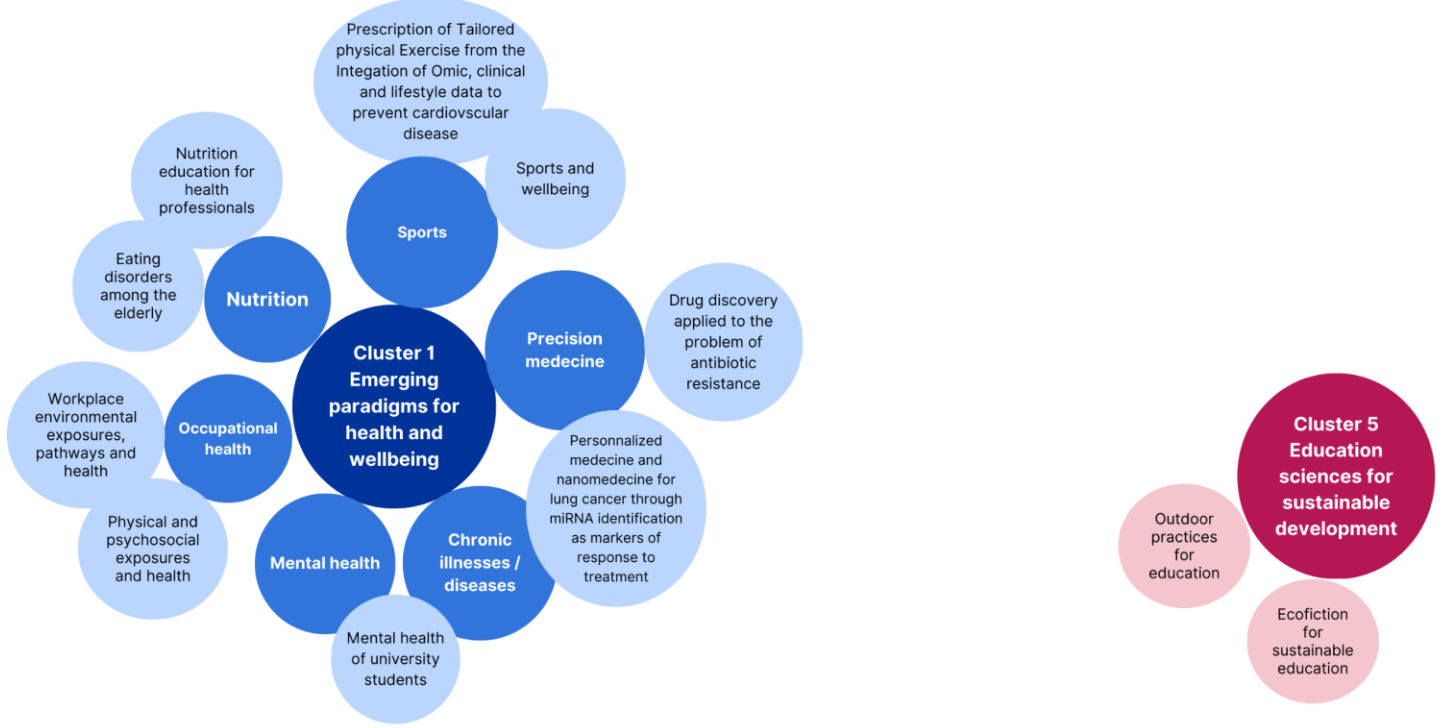 Prescription of Tailored
physical Exercise from the
Integation of Omic, clinical
and lifestyle data to
prevent cardiovscular
disease
Sports and
wellbeing
Sports
Nutrition
education for
health
professionals
Eating
disorders
among the
elderly
Nutrition
Precision
medecine
Drug discovery
applied to the
problem of
antibiotic
resistance
Cluster 1
Emerging
paradigms for
health and
wellbeing
Workplace
environmental
exposures,
pathways and
health
Occupational
health
Physical and
psychosocial
exposures
and health
Mental health
Chronic
illnesses /
diseases
Personnalized
medecine and
nanomedecine for
lung cancer through
miRNA identification
as markers of
response to
treatment
Mental health
of university
students
Cluster 5
Education
sciences for
sustainable
development
Outdoor
practices
for
education
Ecofiction
for
sustainable
education